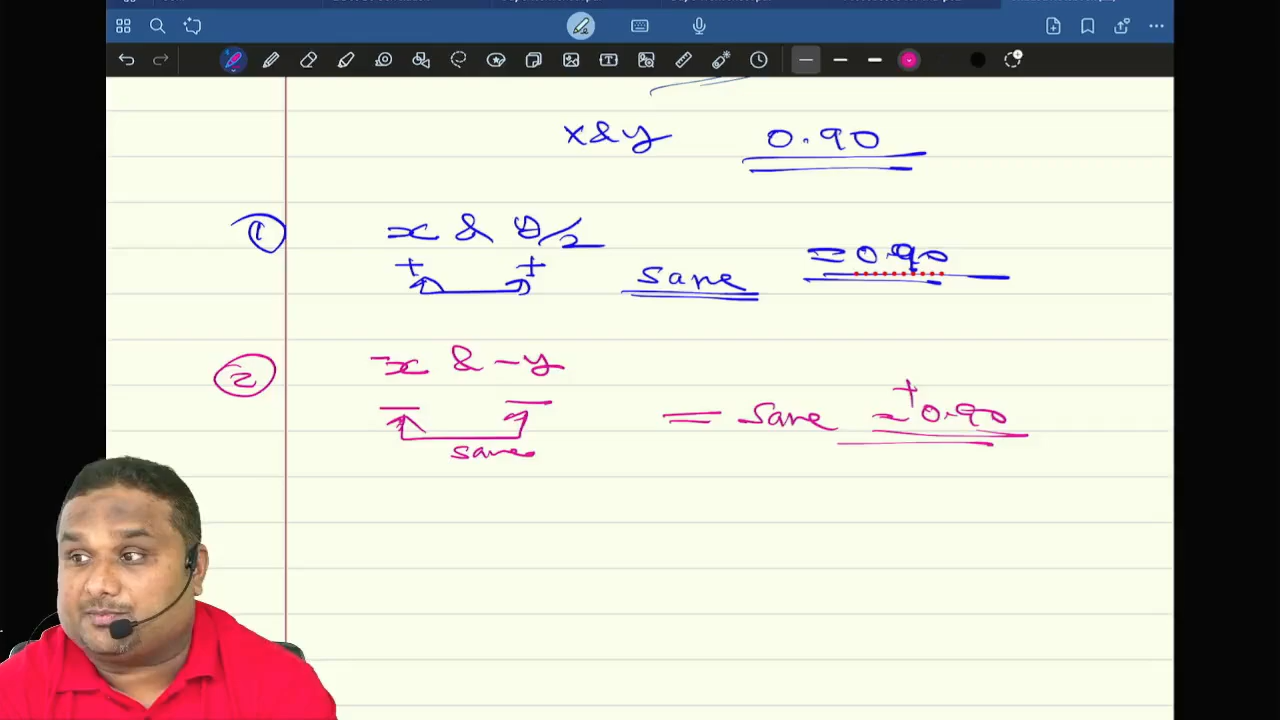 x & y 0.90
① x & y/2
+ + same = 0.90
② -x & -y
- - = same = +0.90
same